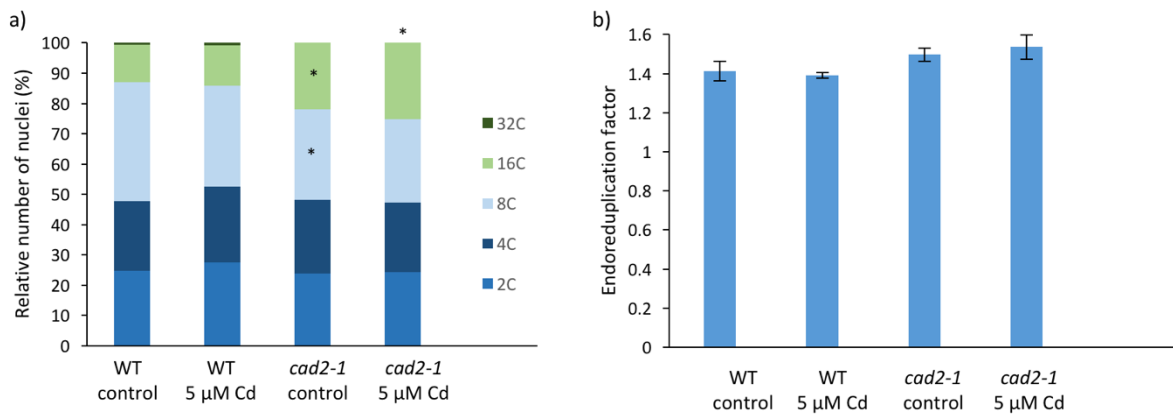 a)
Relative number of nuclei (%)
100
90
80
70
60
50
40
30
20
10
0
*
*
*
32C
16C
8C
4C
2C
WT
control
WT
5 µM Cd
cad2-1
control
cad2-1
5 µM Cd
b)
Endoreduplication factor
1.6
1.4
1.2
1
0.8
0.6
0.4
0.2
0
WT
control
WT
5 µM Cd
cad2-1
control
cad2-1
5 µM Cd